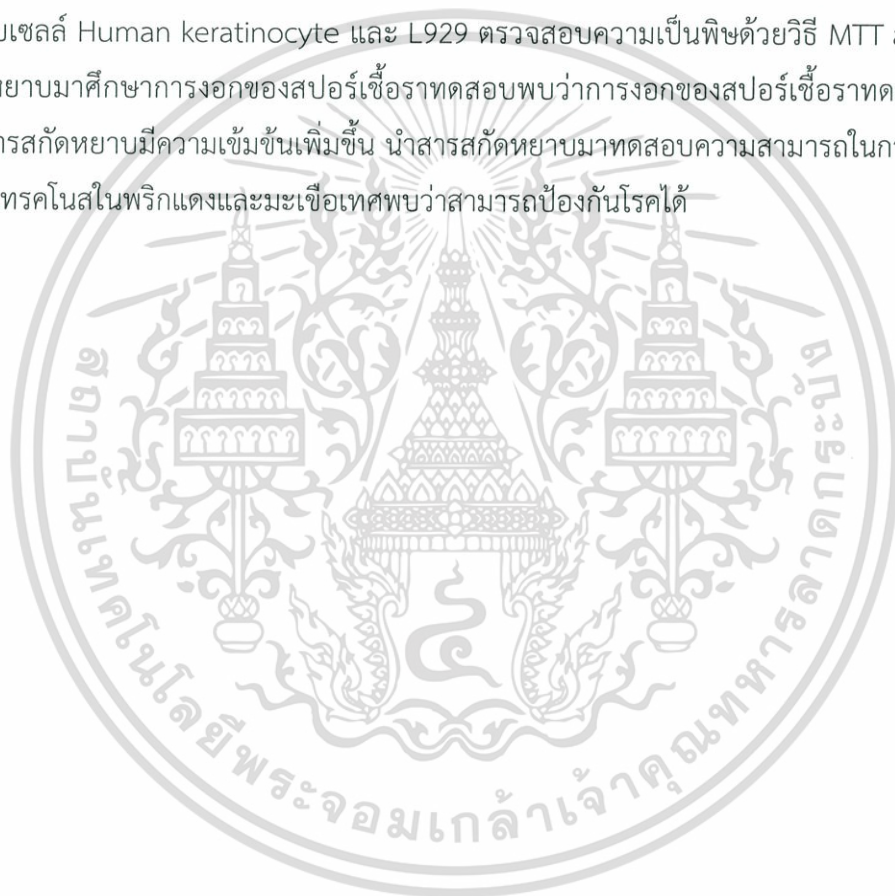 บเซลล์ Human keratinocyte และ L929 ตรวจสอบความเป็นพิษด้วยวิธี MTT
หยาบมาศึกษาการงอกของสปอร์เชื้อราทดสอบพบว่าการงอกของสปอร์เชื้อราทด
ารสกัดหยาบมีความเข้มข้นเพิ่มขึ้น นำสารสกัดหยาบมาทดสอบความสามารถในกา
ทรคโนสในพริกแดงและมะเขือเทศพบว่าสามารถป้องกันโรคได้
สถาบันเทคโนโลยีพระจอมเกล้าเจ้าคุณทหารลาดกระบัง